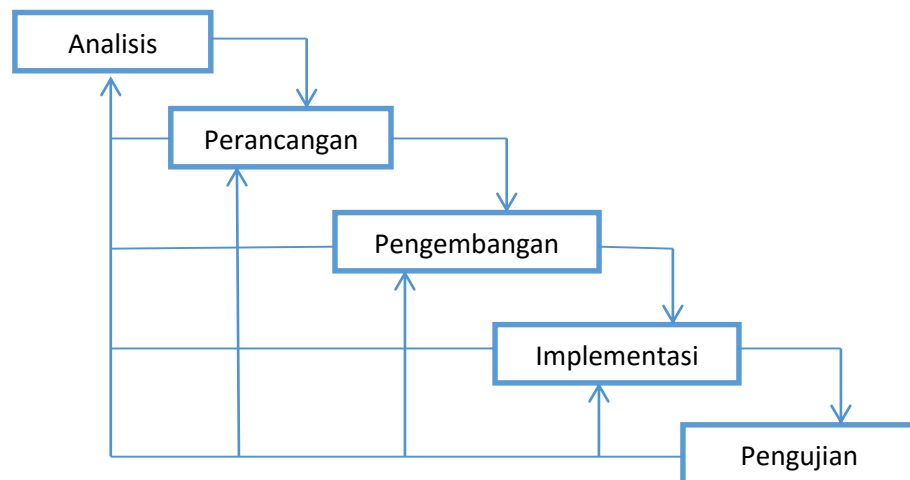 Analisis
Perancangan
Pengembangan
Implementasi
Pengujian